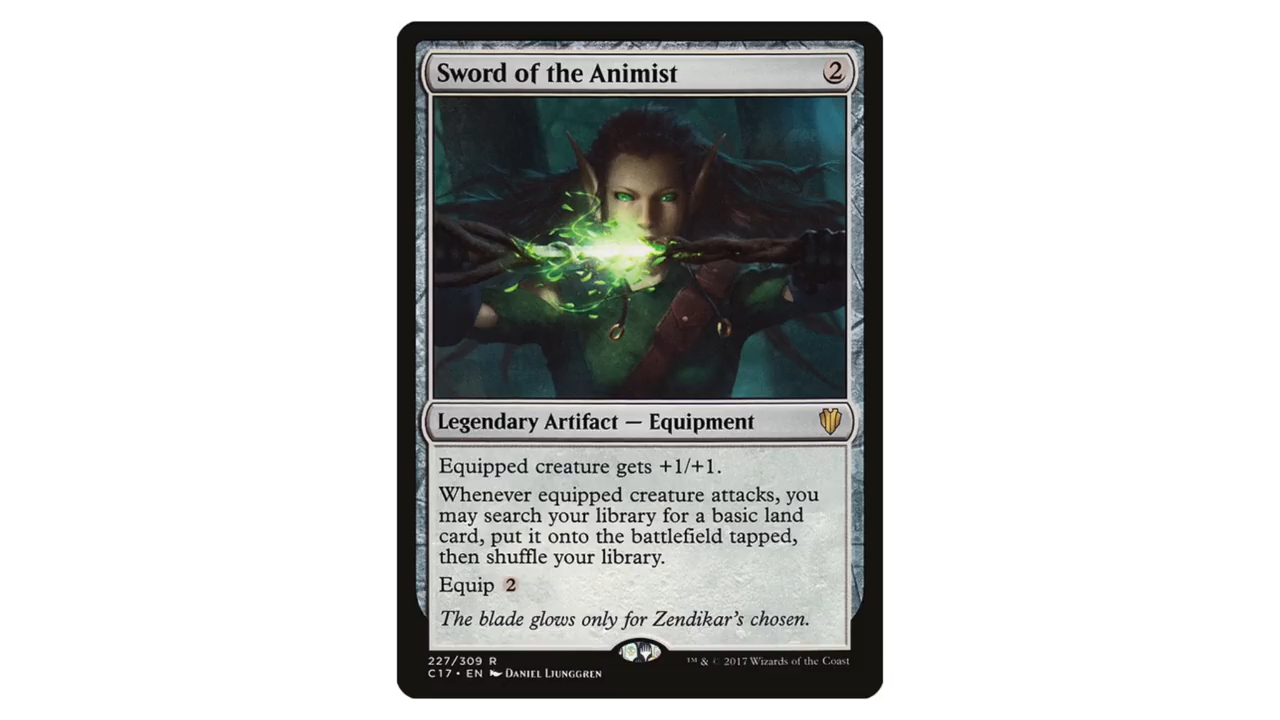 Sword of the Animist
2
Legendary Artifact — Equipment
Equipped creature gets +1/+1.
Whenever equipped creature attacks, you
may search your library for a basic land
card, put it onto the battlefield tapped,
then shuffle your library.
Equip 2
The blade glows only for Zendikar's chosen.
227/309 R
™ & © 2017 Wizards of the Coast
C17 • EN DANIEL LJUNGGREN